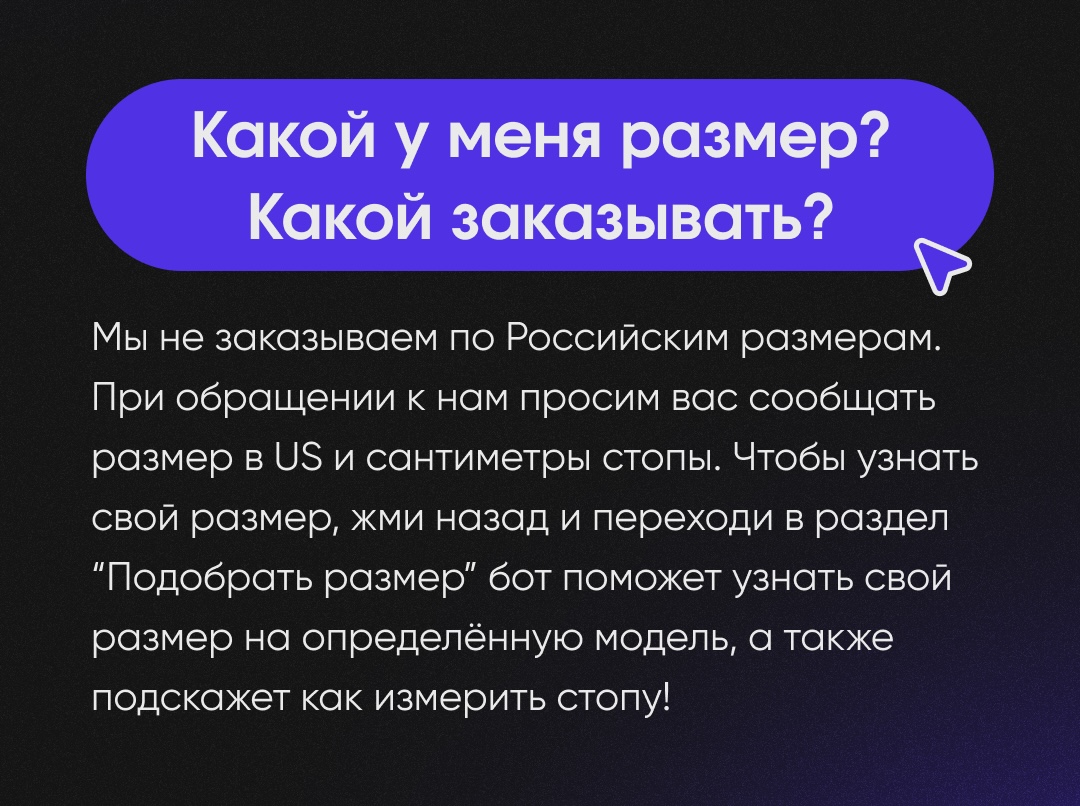 Какой у меня размер?
Какой заказывать?
Мы не заказываем по Российским размерам.
При обращении к нам просим вас сообщать
размер в US и сантиметры стопы. Чтобы узнать
свой размер, жми назад и переходи в раздел
“Подобрать размер” бот поможет узнать свой
размер на определённую модель, а также
подскажет как измерить стопу!